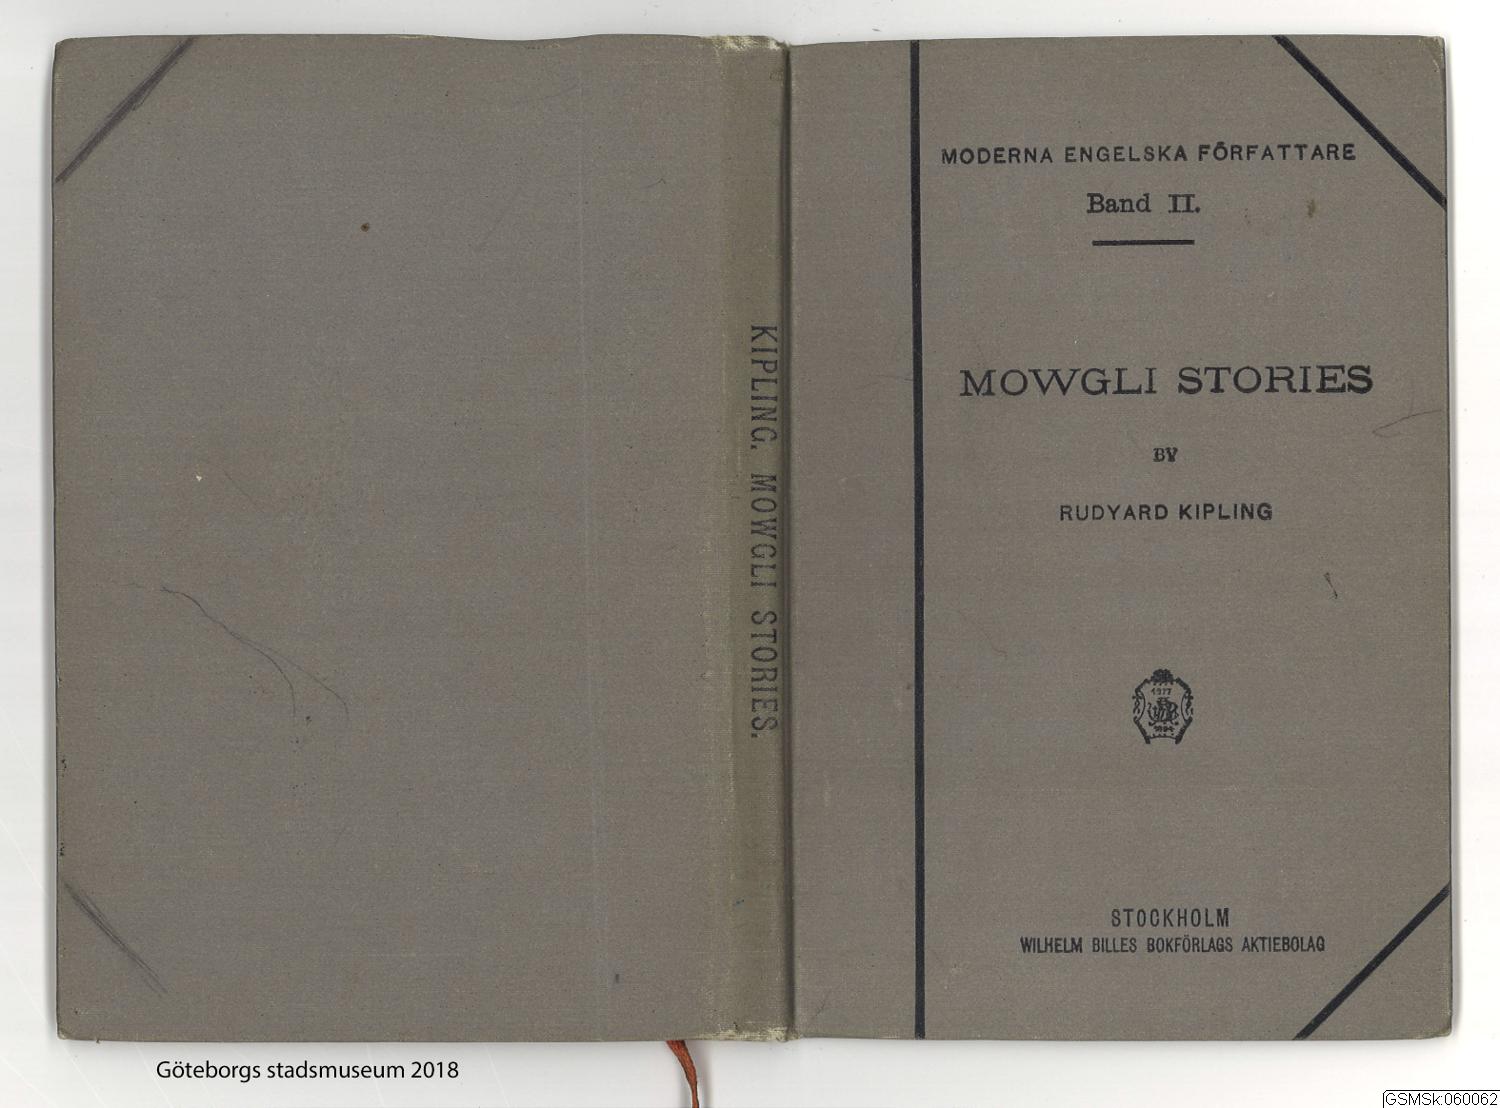 KIPLING. MOWGLI STORIES.
MODERNA ENGELSKA FÖRFATTARE
Band II.
MOWGLI STORIES
BY
RUDYARD KIPLING
1877
STOCKHOLM
WILHELM BILLES BOKFÖRLAGS AKTIEBOLAG
Göteborgs stadsmuseum 2018
GSMSk:060062